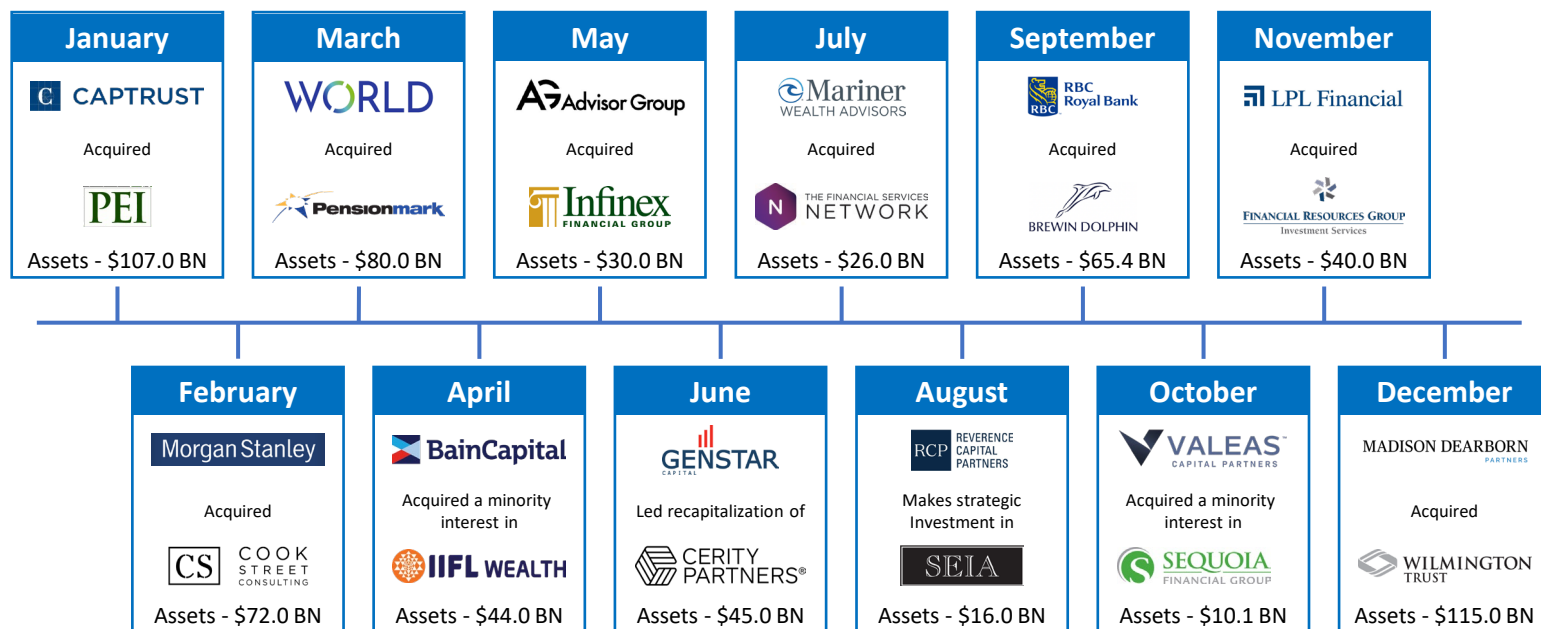 January
C CAPTRUST
Acquired
PEI
Assets - $107.0 BN
March
WORLD
Acquired
Pensionmark
Assets - $80.0 BN
May
AG Advisor Group
Acquired
Infinex
FINANCIAL GROUP
Assets - $30.0 BN
July
Mariner
WEALTH ADVISORS
Acquired
N THE FINANCIAL SERVICES
NETWORK
Assets - $26.0 BN
September
RBC
RBC
Royal Bank
Acquired
BREWIN DOLPHIN
Assets - $65.4 BN
November
LPL Financial
Acquired
FINANCIAL RESOURCES GROUP
Investment Services
Assets - $40.0 BN
February
Morgan Stanley
Acquired
CS
COOK
STREET
CONSULTING
Assets - $72.0 BN
April
BainCapital
Acquired a minority
interest in
IIFL WEALTH
Assets - $44.0 BN
June
GENSTAR
CAPITAL
Led recapitalization of
CERITY
PARTNERS®
Assets - $45.0 BN
August
RCP
REVERENCE
CAPITAL
PARTNERS
Makes strategic
Investment in
SEIA
Assets - $16.0 BN
October
VALEAS™
CAPITAL PARTNERS
Acquired a minority
interest in
S SEQUOIA
FINANCIAL GROUP
Assets - $10.1 BN
December
MADISON DEARBORN
PARTNERS
Acquired
WILMINGTON
TRUST
Assets - $115.0 BN